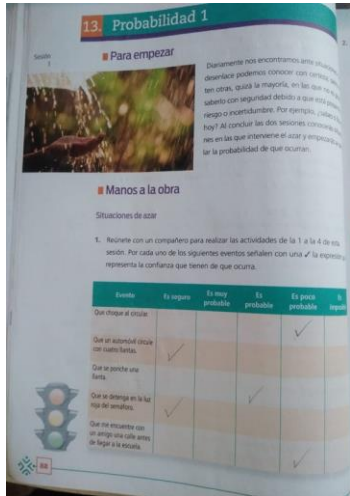 13. Probabilidad 1
Sesión
1
Para empezar
Diariamente nos encontramos ante
desenlace podemos conocer con certeza,
ten otras, quizá la mayoría, en las que no
saberlo con seguridad debido a que está
riesgo o incertidumbre. Por ejemplo,
hoy? Al concluir las dos sesiones
nes en las que interviene el azar y
lar la probabilidad de que ocurran.
Manos a la obra
Situaciones de azar
1. Reúnete con un compañero para realizar las actividades de la 1 a la 4 de esta
sesión. Por cada uno de los siguientes eventos señalen con una ✓ la expresión
representa la confianza que tienen de que ocurra.
Evento Es seguro Es muy probable Es probable Es poco probable Es
Que choque al circular. ✓
Que un automóvil circule
con cuatro llantas. ✓
Que se ponche una
llanta. ✓
Que se detenga en la luz
roja del semáforo. ✓
Que me encuentre con
un amigo una calle antes
de llegar a la escuela. ✓
88